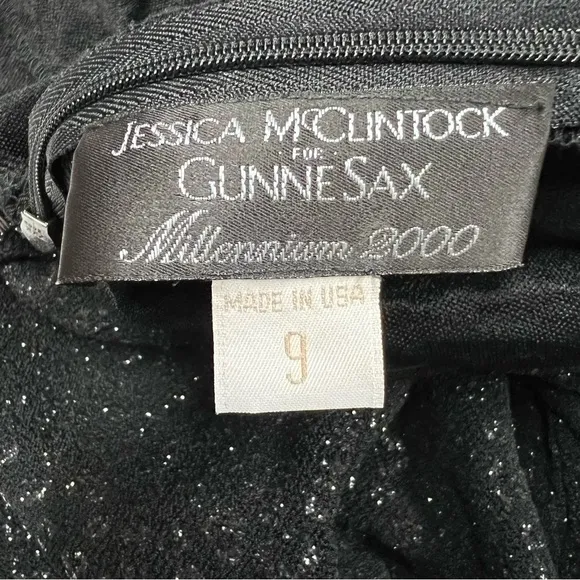 JESSICA McCLINTOCK
FOR
GUNNE SAX
Millennium 2000
MADE IN USA
9